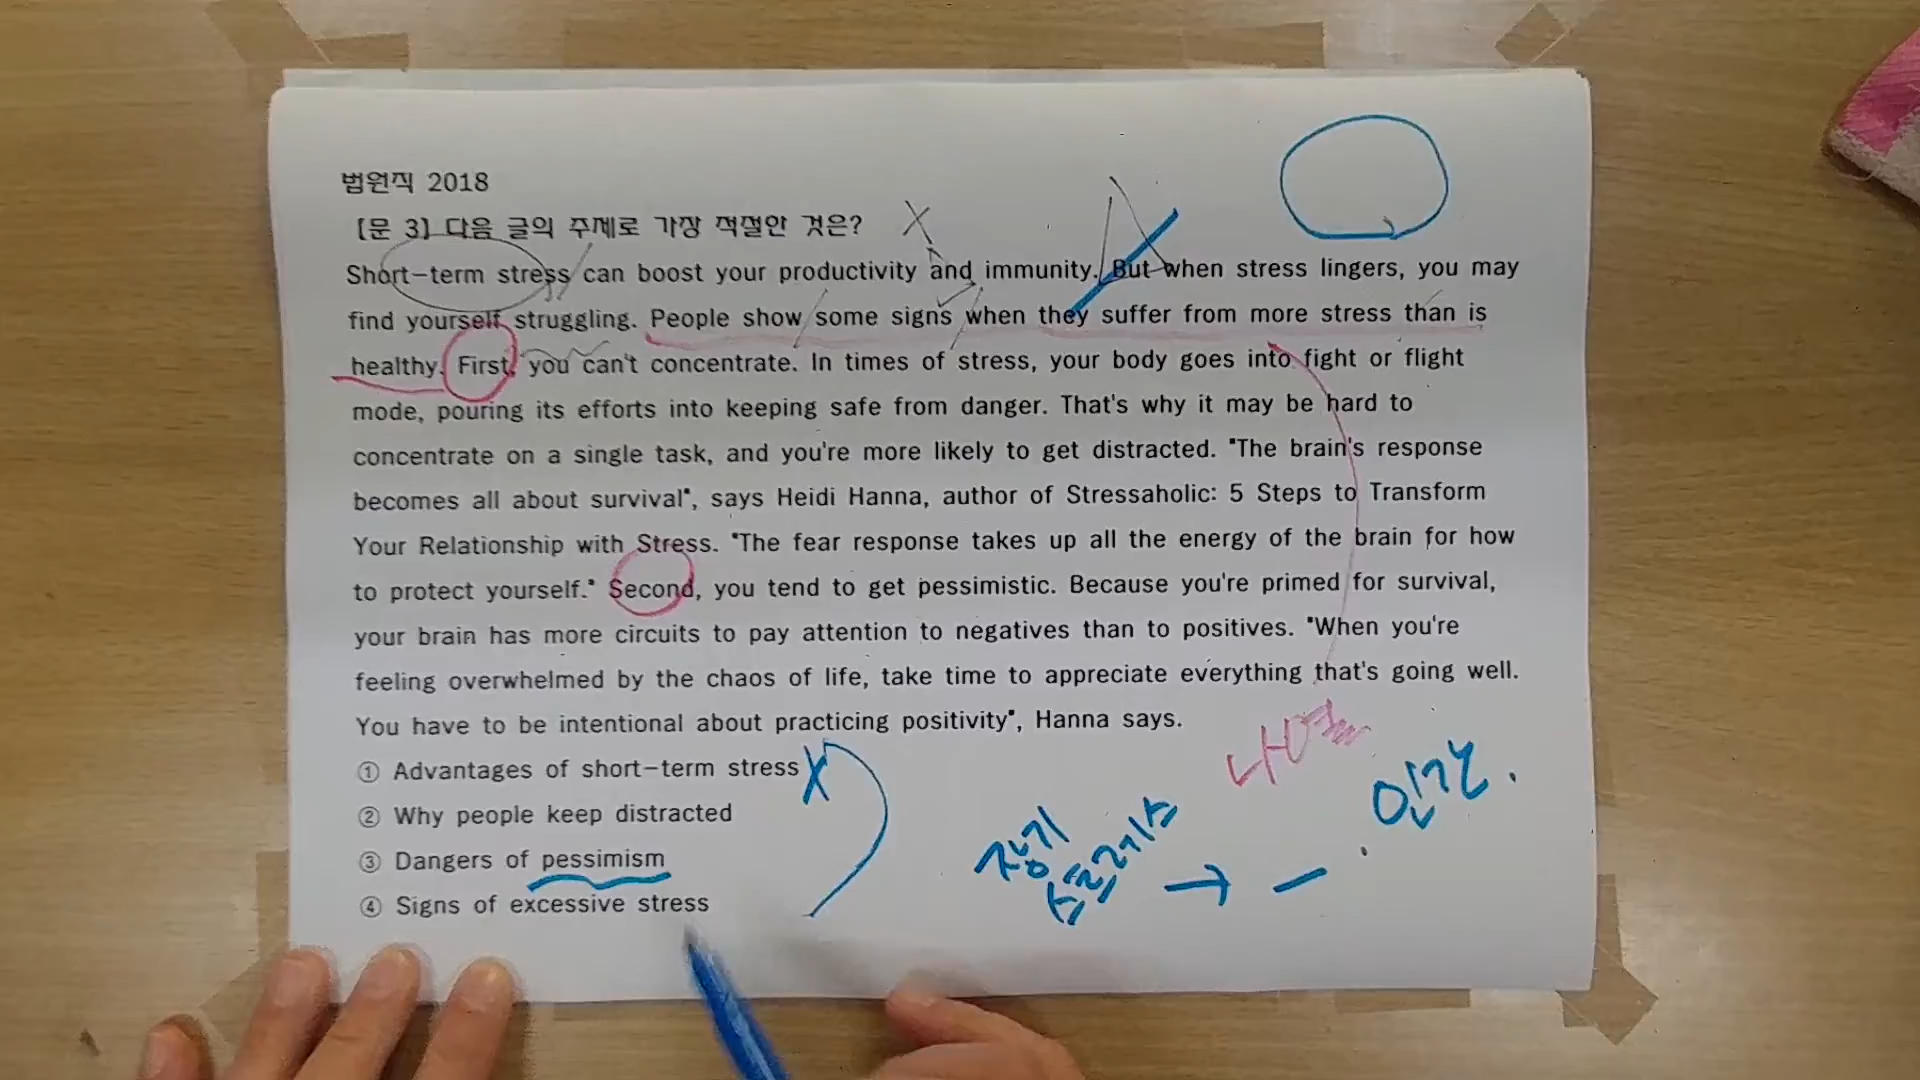 법원직 2018
[문 3] 다음 글의 주제로 가장 적절한 것은?
Short-term stress can boost your productivity and immunity. But when stress lingers, you may
find yourself struggling. People show some signs when they suffer from more stress than is
healthy. First, you can't concentrate. In times of stress, your body goes into fight or flight
mode, pouring its efforts into keeping safe from danger. That's why it may be hard to
concentrate on a single task, and you're more likely to get distracted. "The brain's response
becomes all about survival", says Heidi Hanna, author of Stressaholic: 5 Steps to Transform
Your Relationship with Stress. "The fear response takes up all the energy of the brain for how
to protect yourself." Second, you tend to get pessimistic. Because you're primed for survival,
your brain has more circuits to pay attention to negatives than to positives. "When you're
feeling overwhelmed by the chaos of life, take time to appreciate everything that's going well.
You have to be intentional about practicing positivity", Hanna says.
① Advantages of short-term stress
② Why people keep distracted
③ Dangers of pessimism
④ Signs of excessive stress
나열
장기
스트레스 → -
인간.